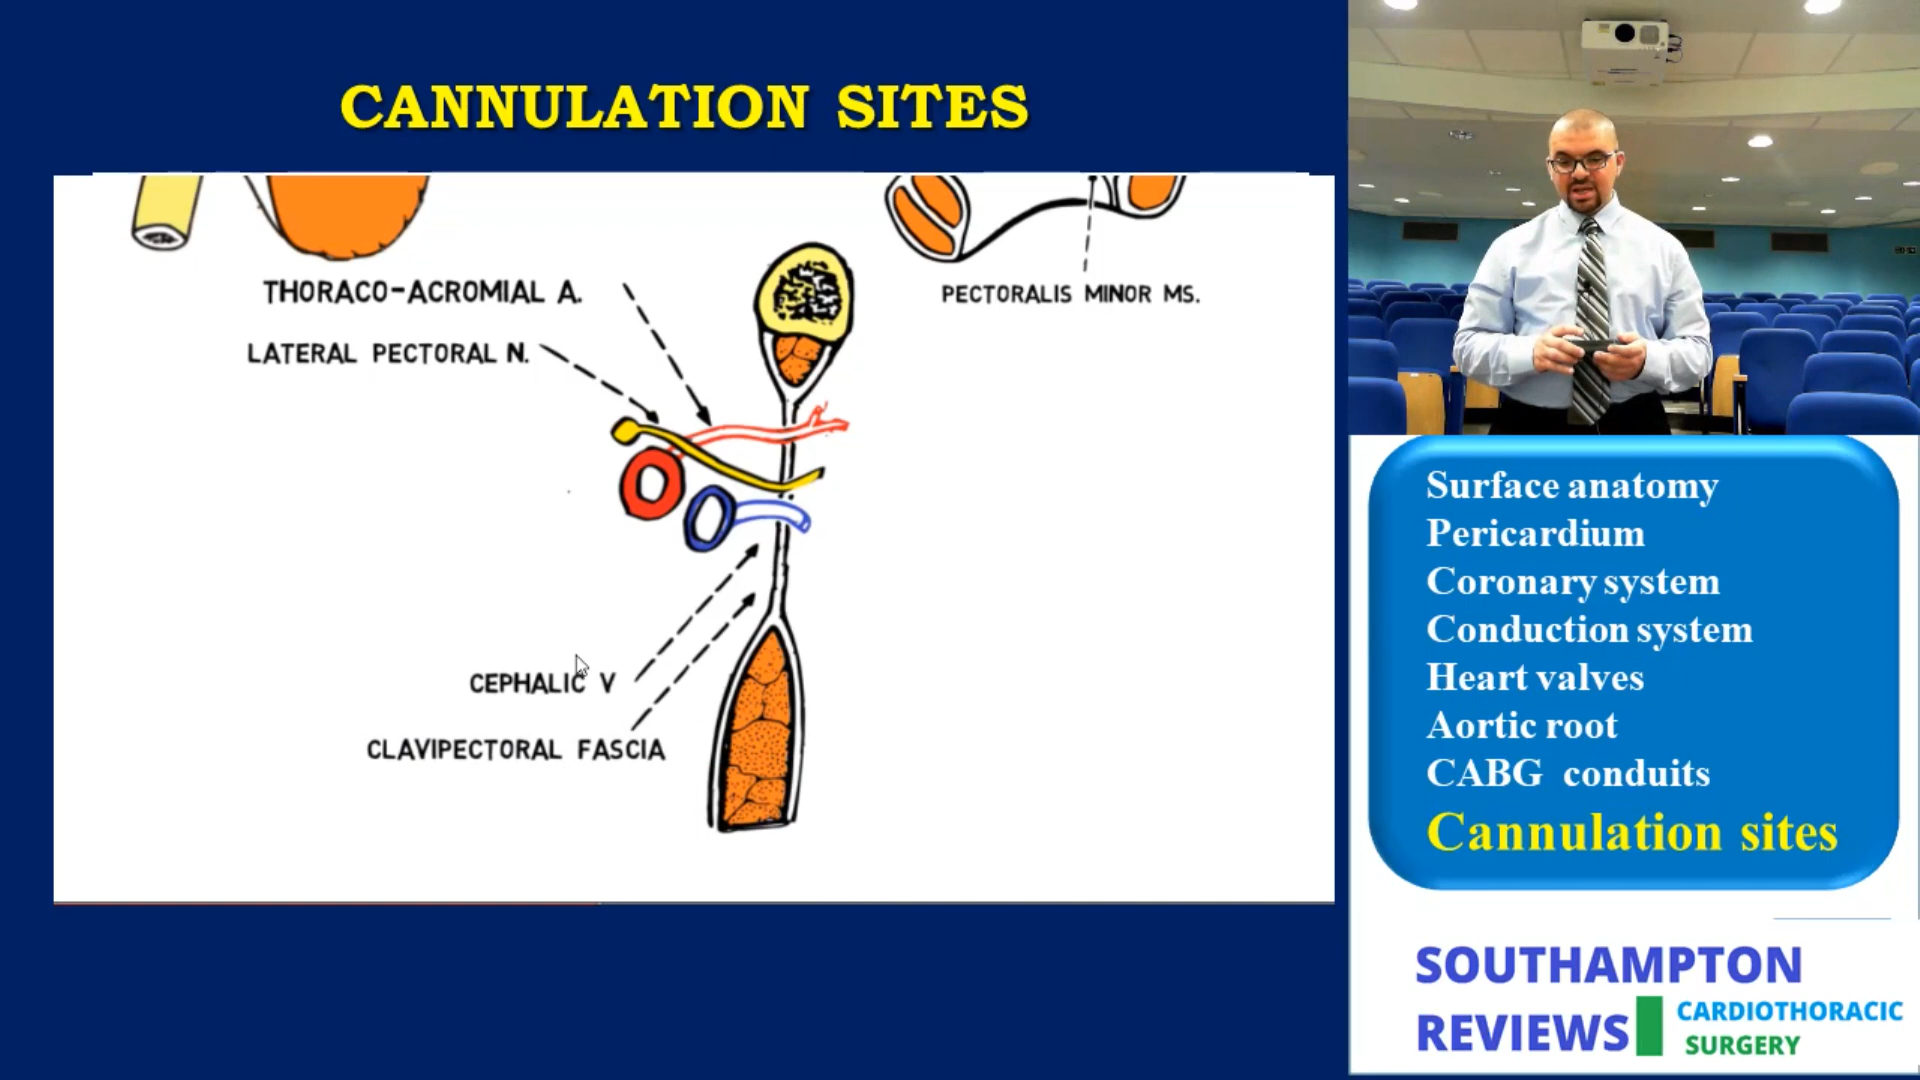 CANNULATION SITES
THORACO-ACROMIAL A.
PECTORALIS MINOR MS.
LATERAL PECTORAL N.
CEPHALIC V
CLAVIPECTORAL FASCIA
Surface anatomy
Pericardium
Coronary system
Conduction system
Heart valves
Aortic root
CABG conduits
Cannulation sites
SOUTHAMPTON
REVIEWS
CARDIOTHORACIC
SURGERY